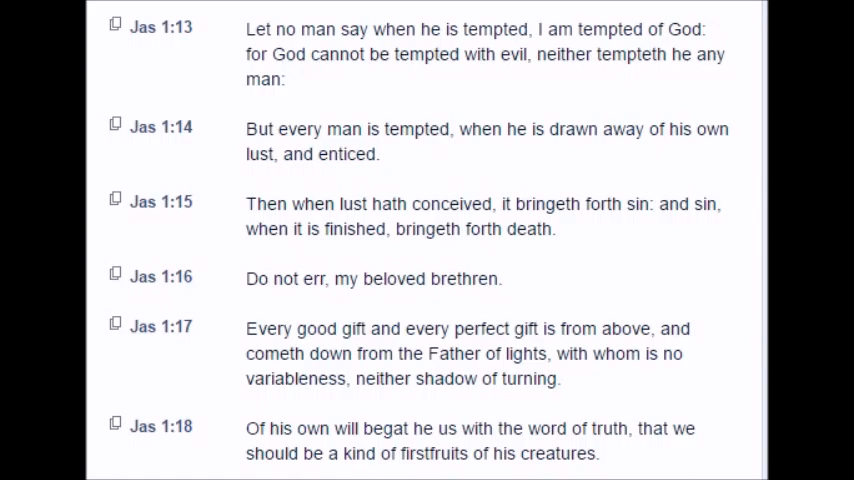 Jas 1:13 Let no man say when he is tempted, I am tempted of God:
for God cannot be tempted with evil, neither tempteth he any
man:
Jas 1:14 But every man is tempted, when he is drawn away of his own
lust, and enticed.
Jas 1:15 Then when lust hath conceived, it bringeth forth sin: and sin,
when it is finished, bringeth forth death.
Jas 1:16 Do not err, my beloved brethren.
Jas 1:17 Every good gift and every perfect gift is from above, and
cometh down from the Father of lights, with whom is no
variableness, neither shadow of turning.
Jas 1:18 Of his own will begat he us with the word of truth, that we
should be a kind of firstfruits of his creatures.